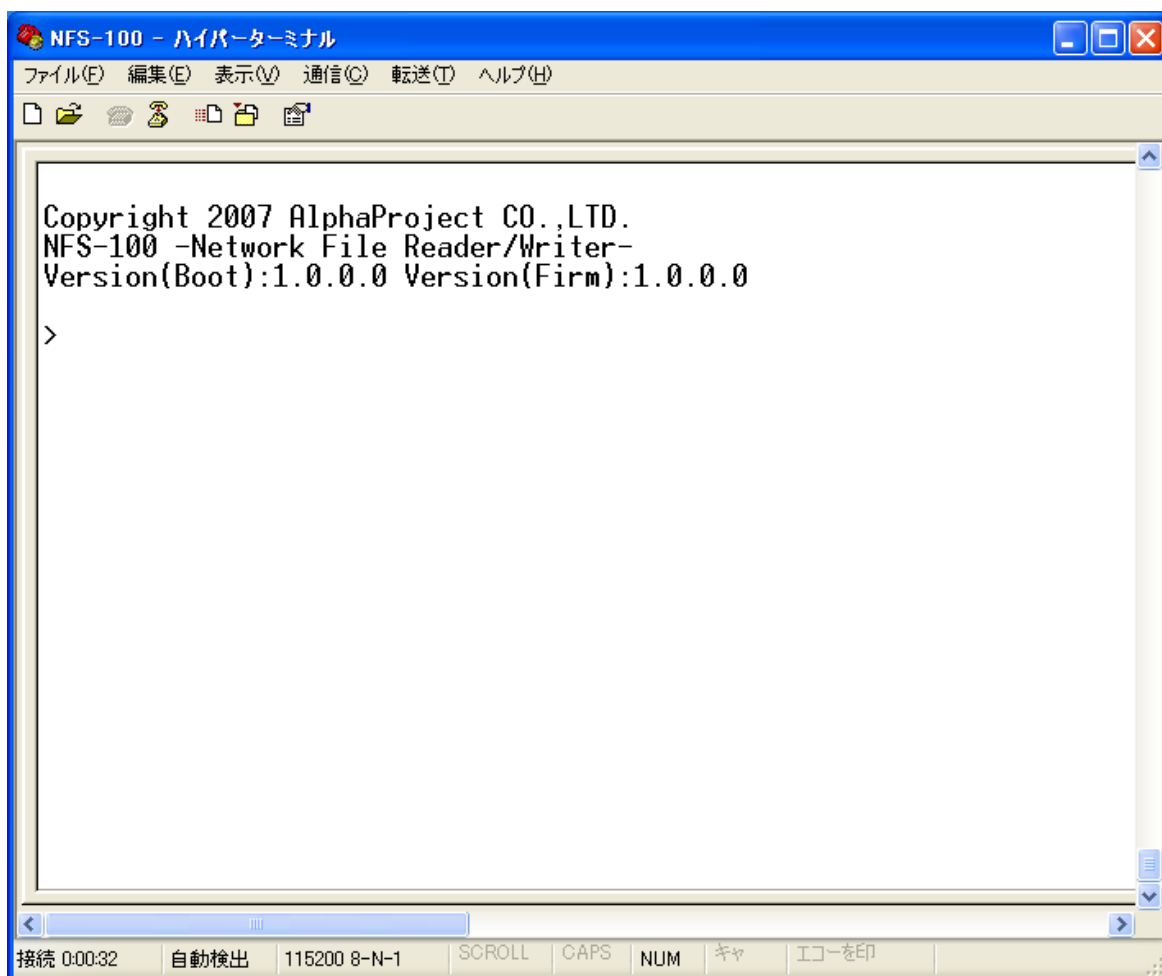 NFS-100 - ハイパーターミナル
ファイル(F) 編集(E) 表示(V) 通信(C) 転送(T) ヘルプ(H)
Copyright 2007 AlphaProject CO.,LTD.
NFS-100 -Network File Reader/Writer-
Version(Boot):1.0.0.0 Version(Firm):1.0.0.0
>
接続 0:00:32 自動検出 115200 8-N-1 SCROLL CAPS NUM キャ エコーを印